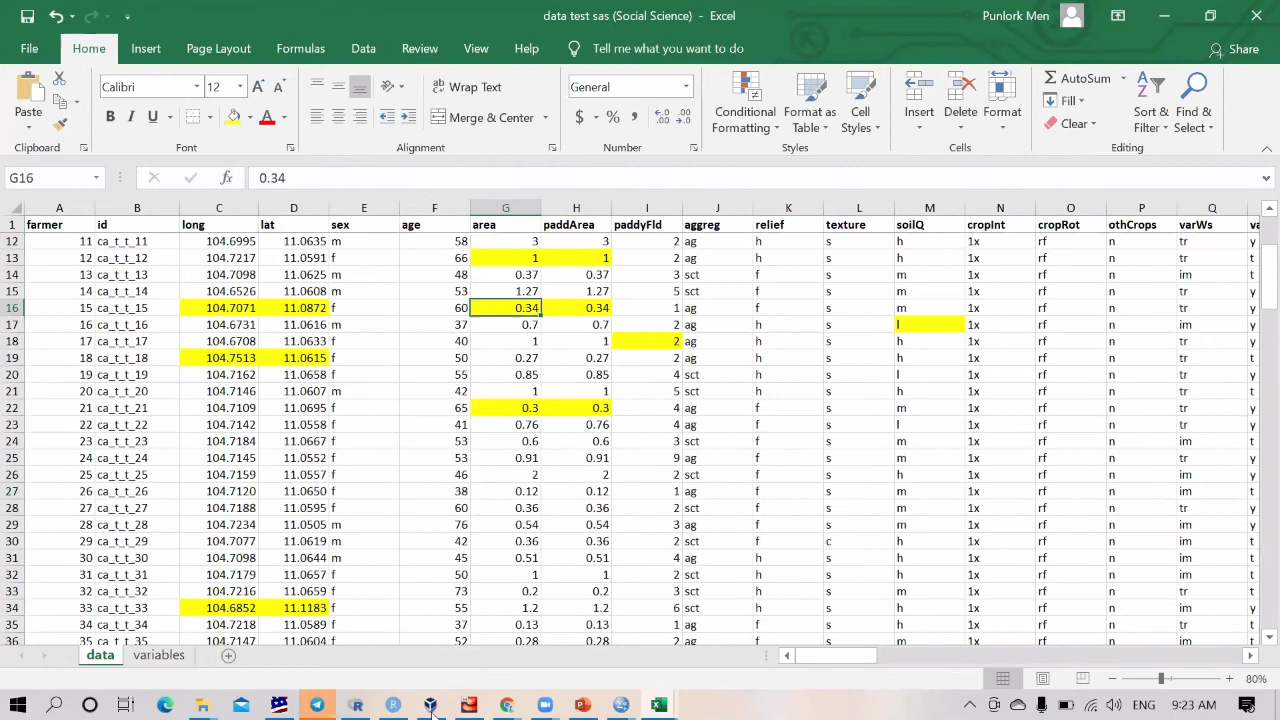 data test sas (Social Science) - Excel
Punlork Men
File Home Insert Page Layout Formulas Data Review View Help Tell me what you want to do Share
Paste
Calibri 12
Wrap Text
General
Merge & Center
Conditional Formatting
Format as Table
Cell Styles
Insert Delete Format
AutoSum
Fill
Clear
Sort & Filter
Find & Select
Clipboard Font Alignment Number Styles Cells Editing
G16 fx 0.34
A B C D E F G H I J K L M N O P Q
1 farmer id long lat sex age area paddArea paddyFld aggreg relief texture soilQ cropInt cropRot othCrops varWs va
12 11 ca_t_t_11 104.6995 11.0635 m 58 3 3 2 ag h s h 1x rf n tr y
13 12 ca_t_t_12 104.7217 11.0591 f 66 1 1 2 ag h s h 1x rf n tr t
14 13 ca_t_t_13 104.7098 11.0625 m 48 0.37 0.37 3 sct f s m 1x rf n im t
15 14 ca_t_t_14 104.6526 11.0608 m 53 1.27 1.27 5 sct f s m 1x rf n tr y
16 15 ca_t_t_15 104.7071 11.0872 f 60 0.34 0.34 1 ag f s m 1x rf n tr y
17 16 ca_t_t_16 104.6731 11.0616 m 37 0.7 0.7 2 ag h s l 1x rf n im y
18 17 ca_t_t_17 104.6708 11.0633 f 40 1 1 2 ag h s h 1x rf n tr y
19 18 ca_t_t_18 104.7513 11.0615 f 50 0.27 0.27 2 ag f s h 1x rf n tr y
20 19 ca_t_t_19 104.7162 11.0658 f 55 0.85 0.85 4 sct h s l 1x rf n tr y
21 20 ca_t_t_20 104.7146 11.0607 m 42 1 1 5 sct h s h 1x rf n tr y
22 21 ca_t_t_21 104.7109 11.0695 f 65 0.3 0.3 4 ag f s m 1x rf n tr y
23 22 ca_t_t_22 104.7142 11.0558 f 41 0.76 0.76 4 ag f s l 1x rf n tr y
24 23 ca_t_t_23 104.7184 11.0667 f 53 0.6 0.6 3 sct f s m 1x rf n im y
25 24 ca_t_t_24 104.7145 11.0552 f 53 0.91 0.91 9 ag f s m 1x rf n tr y
26 25 ca_t_t_25 104.7159 11.0557 f 46 2 2 2 sct f s h 1x rf n im y
27 26 ca_t_t_26 104.7120 11.0650 f 38 0.12 0.12 1 sct f s m 1x rf n im t
28 27 ca_t_t_27 104.7188 11.0595 f 60 0.36 0.36 2 sct f s m 1x rf n tr y
29 28 ca_t_t_28 104.7234 11.0505 m 76 0.54 0.54 3 ag f s m 1x rf n im y
30 29 ca_t_t_29 104.7077 11.0619 m 42 0.36 0.36 2 sct f c h 1x rf n im t
31 30 ca_t_t_30 104.7098 11.0644 m 45 0.51 0.51 4 ag h s h 1x rf n im y
32 31 ca_t_t_31 104.7179 11.0657 f 50 1 1 2 sct h s h 1x rf n im t
33 32 ca_t_t_32 104.7216 11.0659 f 73 0.2 0.2 3 sct f s m 1x rf n im t
34 33 ca_t_t_33 104.6852 11.1183 f 55 1.2 1.2 6 sct f s h 1x rf n im y
35 34 ca_t_t_34 104.7218 11.0589 f 37 0.13 0.13 1 sct f s m 1x rf n tr t
36 35 ca_t_t_35 104.7147 11.0604 f 52 0.28 0.28 2 ag f s m 1x rf n im t
data variables
80%
9:23 AM